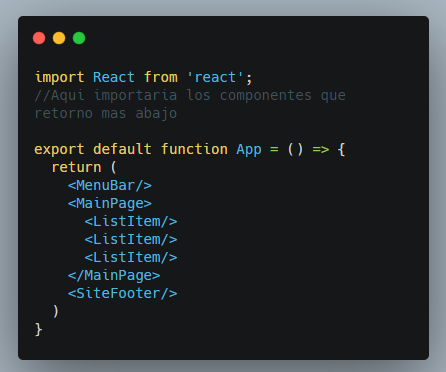 import React from 'react';
//Aqui importaria los componentes que
retorno mas abajo
export default function App = () => {
return (
<MenuBar/>
<MainPage>
<ListItem/>
<ListItem/>
<ListItem/>
</MainPage>
<SiteFooter/>
)
}